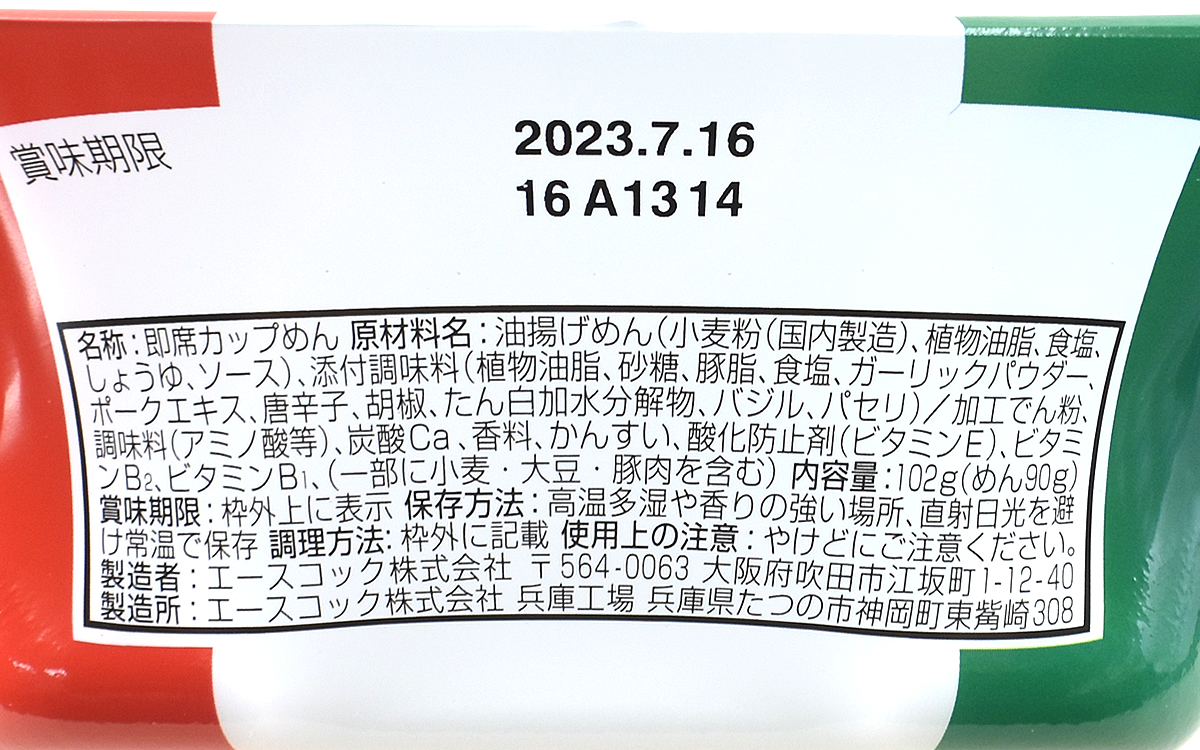 賞味期限
2023.7.16
16 A13 14
名称:即席カップめん 原材料名:油揚げめん(小麦粉(国内製造)、植物油脂、食塩、
しょうゆ、ソース)、添付調味料(植物油脂、砂糖、豚脂、食塩、ガーリックパウダー、
ポークエキス、唐辛子、胡椒、たん白加水分解物、バジル、パセリ)/加工でん粉、
調味料(アミノ酸等)、炭酸Ca、香料、かんすい、酸化防止剤(ビタミンE)、ビタミ
ンB2、ビタミンB1、(一部に小麦・大豆・豚肉を含む) 内容量:102g(めん90g)
賞味期限:枠外上に表示 保存方法:高温多湿や香りの強い場所、直射日光を避
け常温で保存 調理方法:枠外に記載 使用上の注意:やけどにご注意ください。
製造者:エースコック株式会社 〒564-0063 大阪府吹田市江坂町1-12-40
製造所:エースコック株式会社 兵庫工場 兵庫県たつの市神岡町東觜崎308